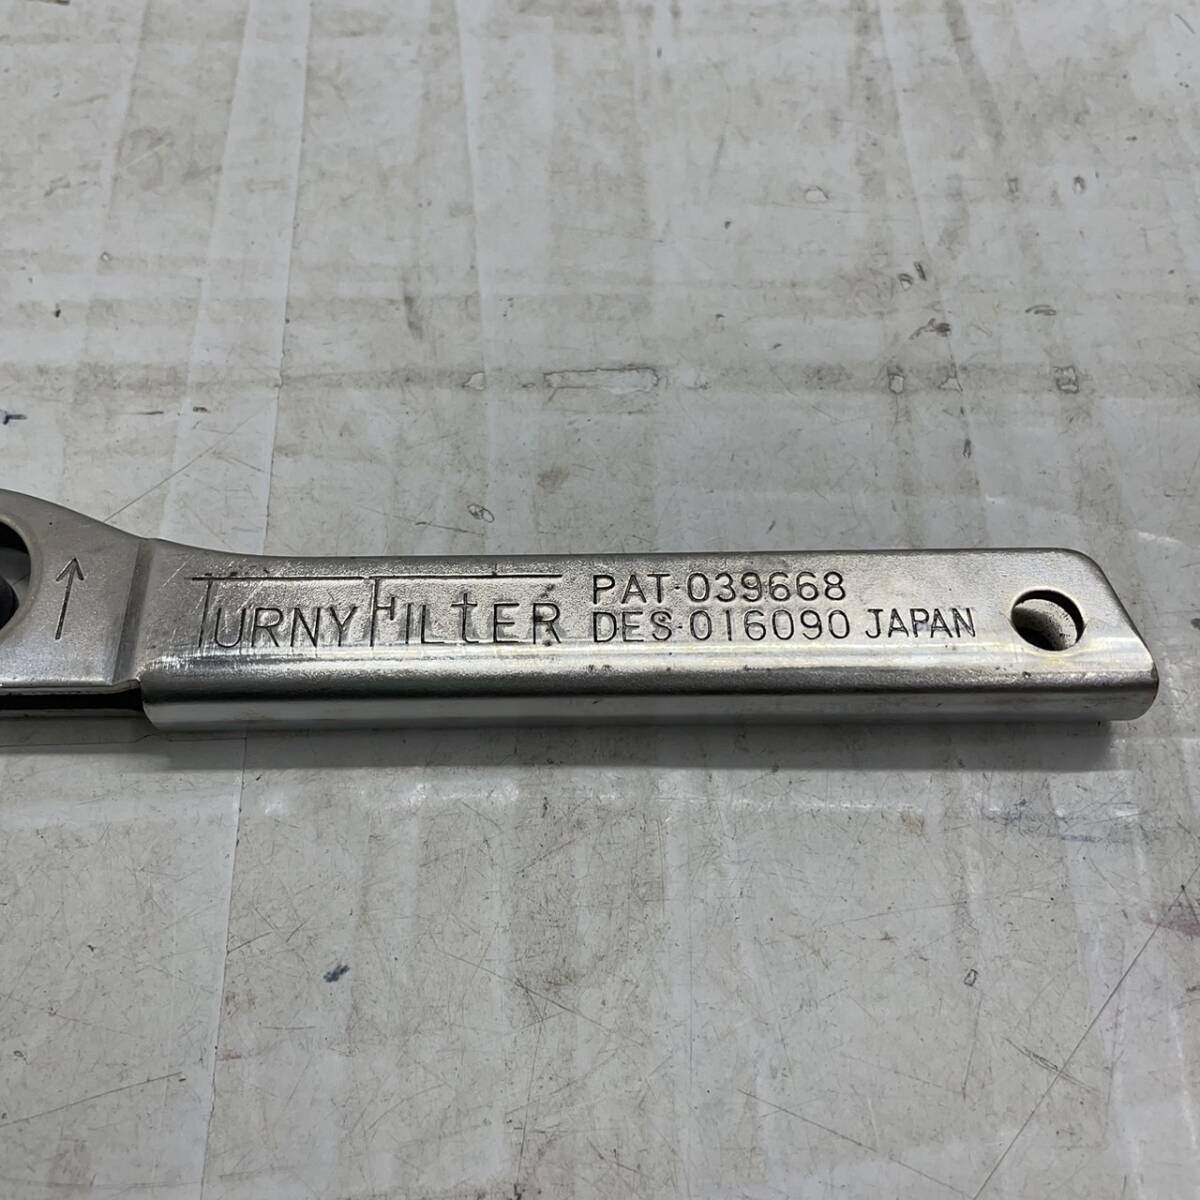 TURNY FILtER
PAT-039668
DES-016090 JAPAN